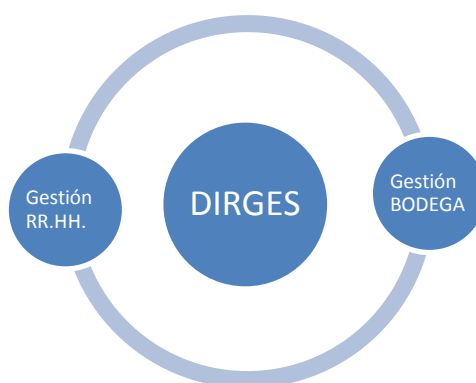 Gestión
RR.HH.
DIRGES
Gestión
BODEGA